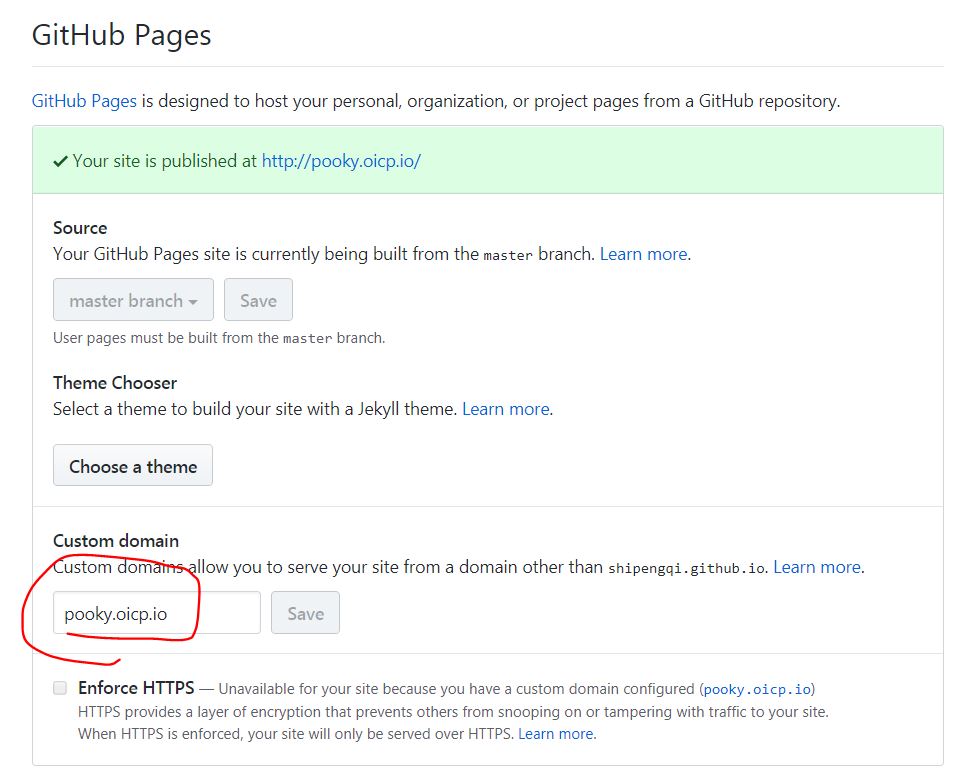 GitHub Pages
GitHub Pages is designed to host your personal, organization, or project pages from a GitHub repository.
Your site is published at http://pooky.oicp.io/
Source
Your GitHub Pages site is currently being built from the master branch. Learn more.
master branch
Save
User pages must be built from the master branch.
Theme Chooser
Select a theme to build your site with a Jekyll theme. Learn more.
Choose a theme
Custom domain
Custom domains allow you to serve your site from a domain other than shipengqi.github.io. Learn more.
pooky.oicp.io
Save
Enforce HTTPS — Unavailable for your site because you have a custom domain configured (pooky.oicp.io)
HTTPS provides a layer of encryption that prevents others from snooping on or tampering with traffic to your site.
When HTTPS is enforced, your site will only be served over HTTPS. Learn more.